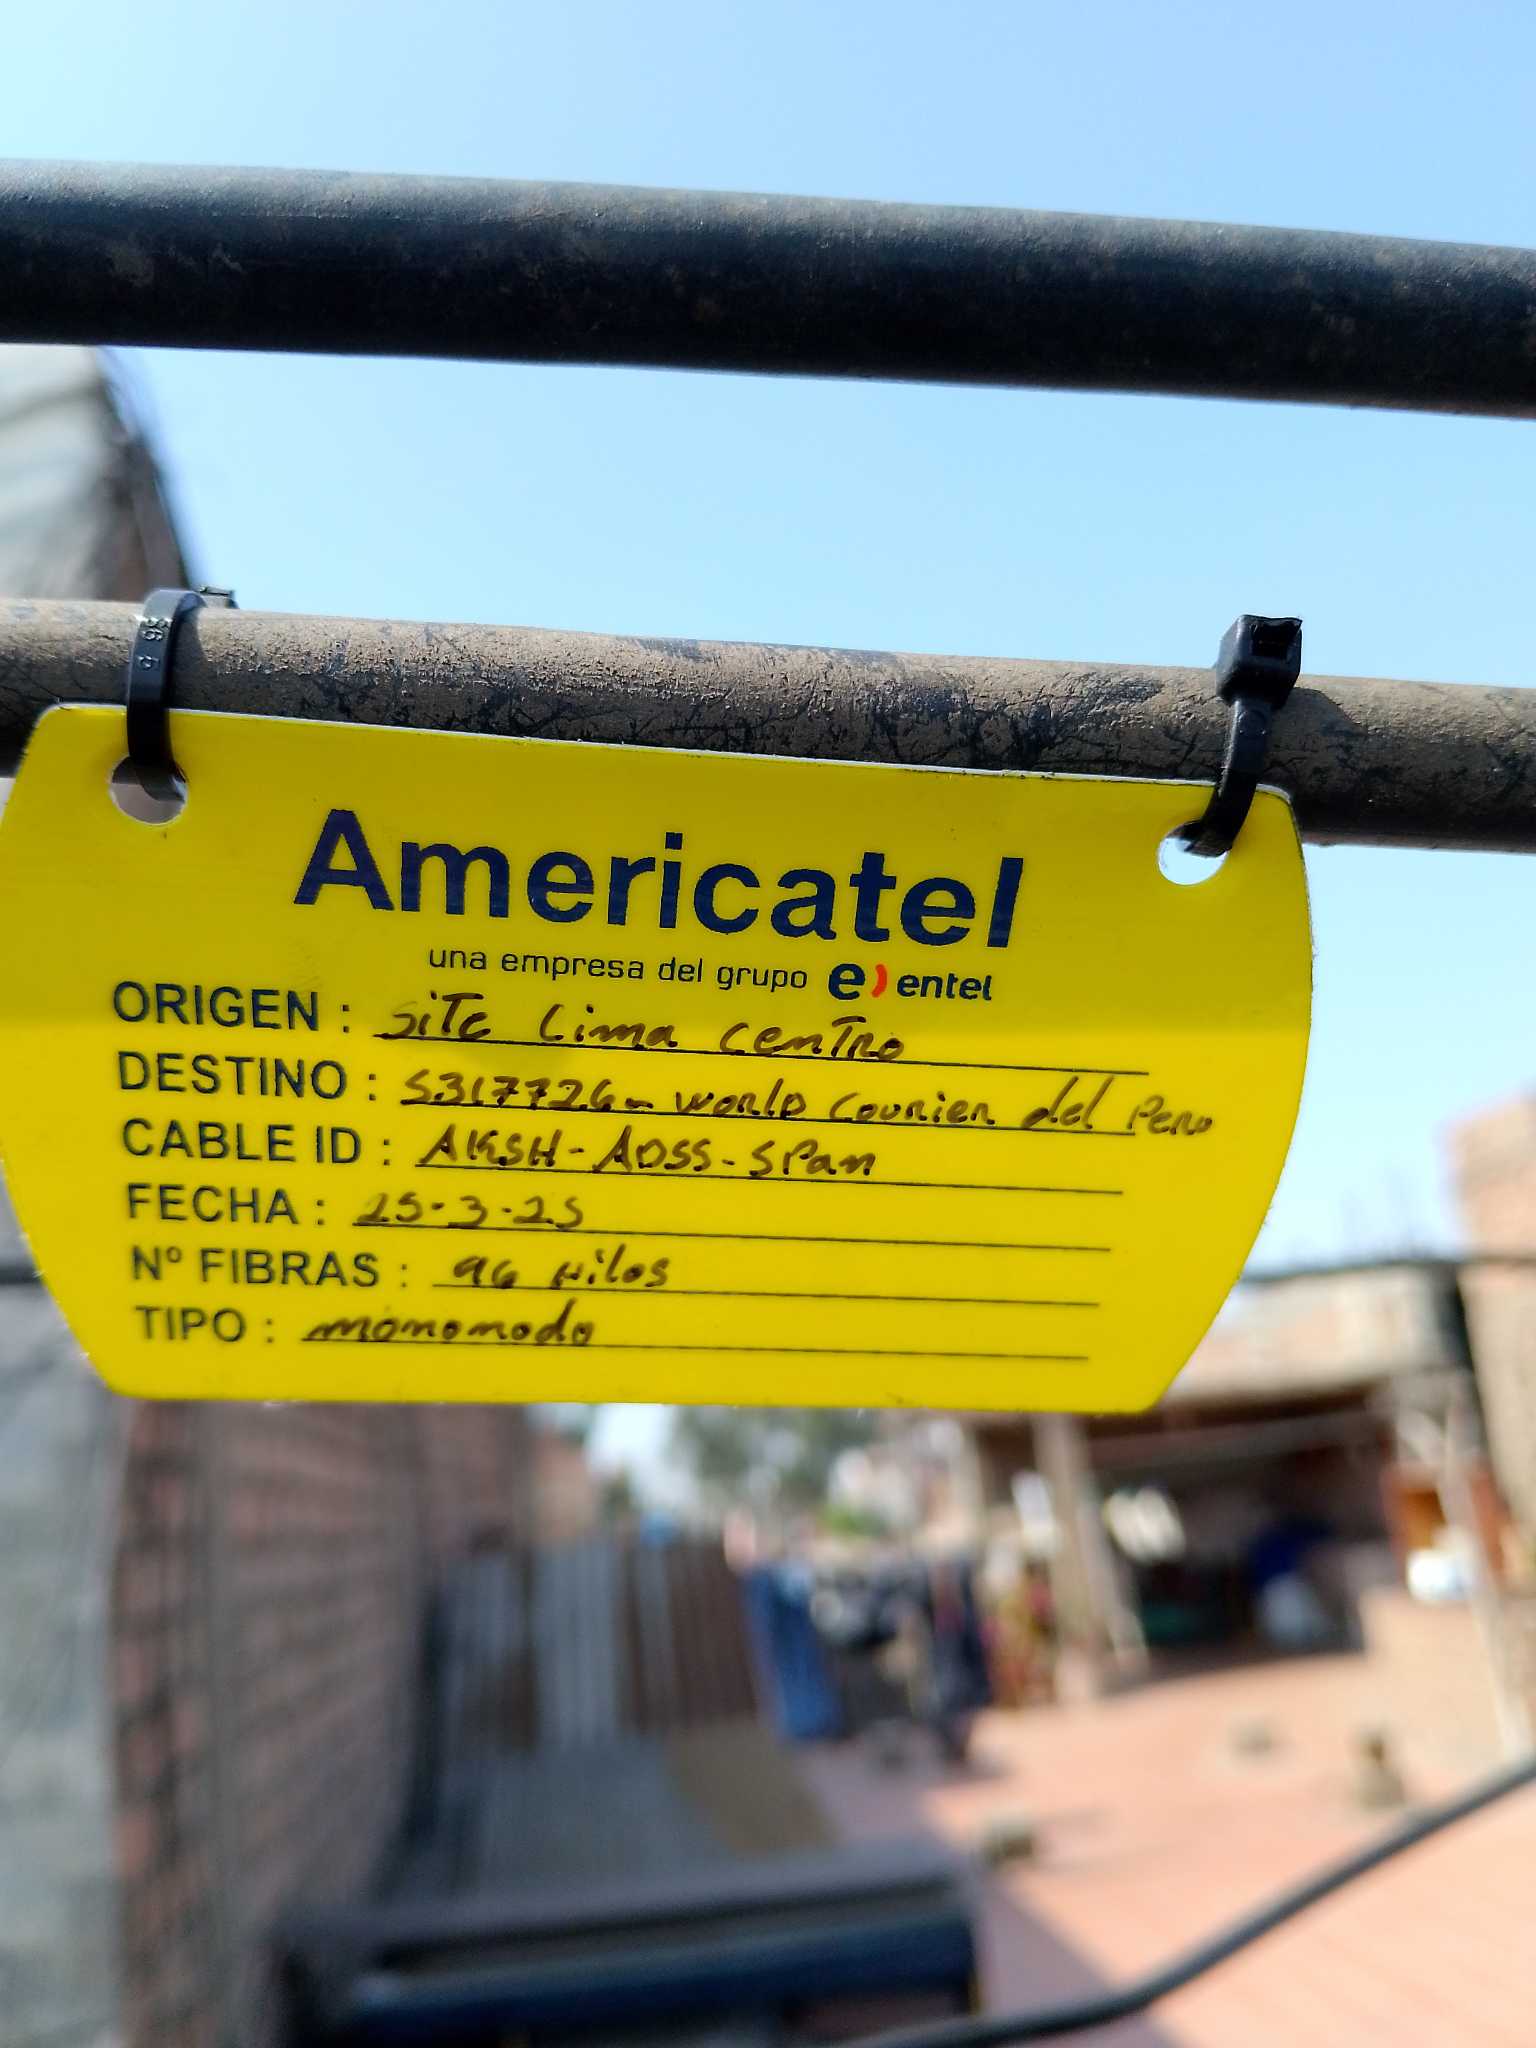 Americatel
una empresa del grupo e) entel
ORIGEN : Site Lima Centro
DESTINO : S317726- World Courier del Peru
CABLE ID : AKSH-ADSS-SPan
FECHA : 25-3-25
Nº FIBRAS : 96 Hilos
TIPO : monomodo